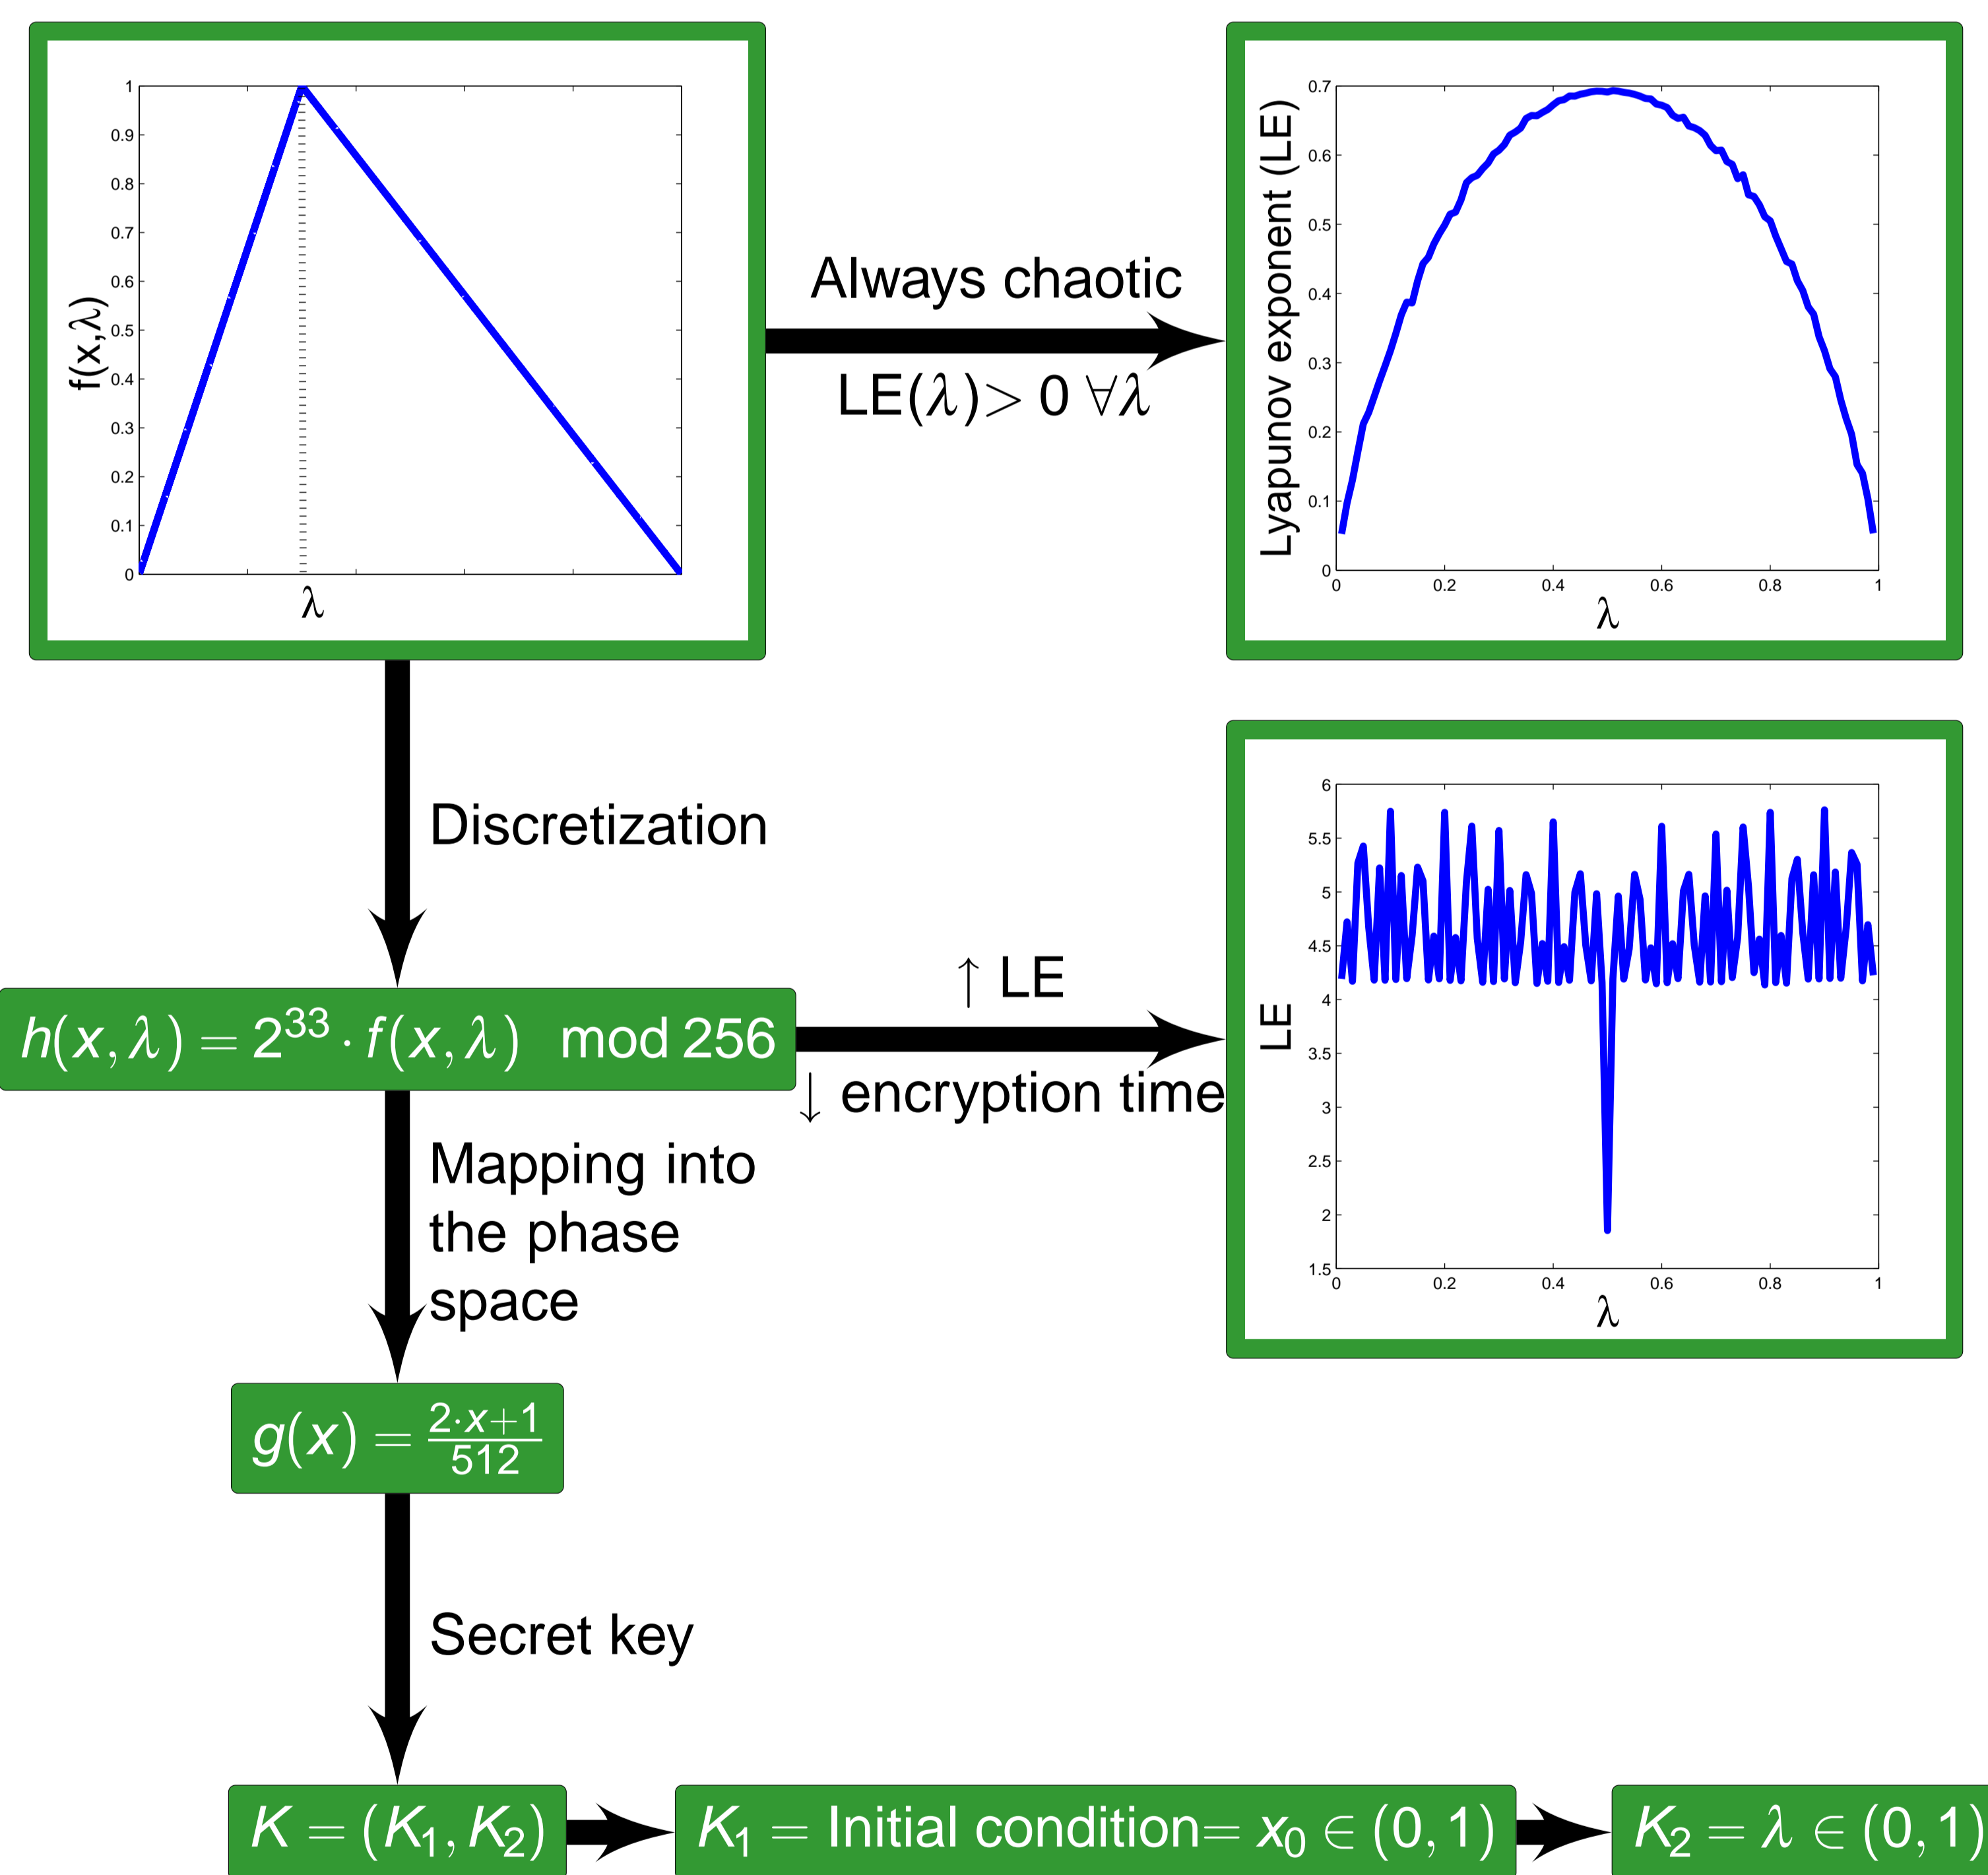 1
0.9
0.8
0.7
0.6
0.5
0.4
0.3
0.2
0.1
0
f(x,λ)
λ
Always chaotic
LE(λ) > 0 ∀λ
0.7
0.6
0.5
0.4
0.3
0.2
0.1
0
0 0.2 0.4 0.6 0.8 1
Lyapunov exponent (LE)
λ
Discretization
h(x, λ) = 2^33 · f(x, λ) mod 256
↑ LE
↓ encryption time
6
5.5
5
4.5
4
3.5
3
2.5
2
1.5
0 0.2 0.4 0.6 0.8 1
LE
λ
Mapping into
the phase
space
g(x) = 2·x+1 / 512
Secret key
K = (K₁, K₂)
K₁ = Initial condition= x₀ ∈ (0, 1)
K₂ = λ ∈ (0, 1)